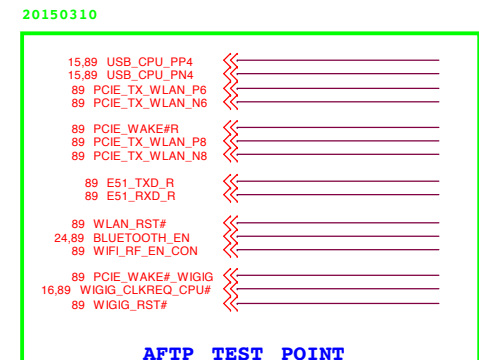 20150310
15,89 USB_CPU_PP4
15,89 USB_CPU_PN4
89 PCIE_TX_WLAN_P6
89 PCIE_TX_WLAN_N6
89 PCIE_WAKE#R
89 PCIE_TX_WLAN_P8
89 PCIE_TX_WLAN_N8
89 E51_TXD_R
89 E51_RXD_R
89 WLAN_RST#
24,89 BLUETOOTH_EN
89 WIFI_RF_EN_CON
89 PCIE_WAKE#_WIGIG
16,89 WIGIG_CLKREQ_CPU#
89 WIGIG_RST#
AFTP TEST POINT